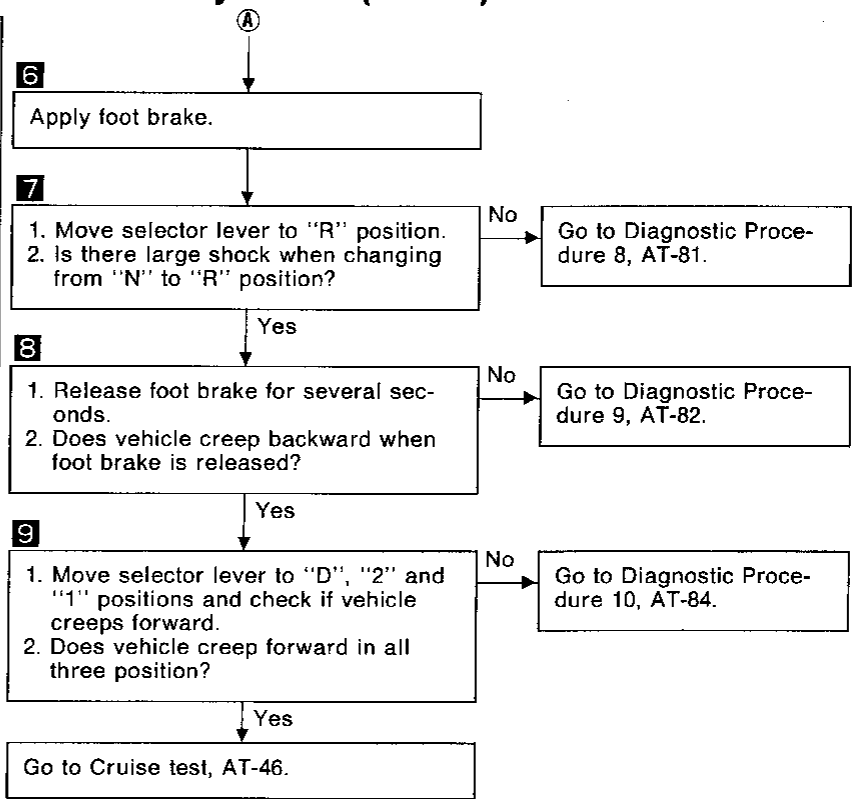 A
6
Apply foot brake.
7
1. Move selector lever to "R" position.
2. Is there large shock when changing
from "N" to "R" position?
No
Go to Diagnostic Proce-
dure 8, AT-81.
Yes
8
1. Release foot brake for several sec-
onds.
2. Does vehicle creep backward when
foot brake is released?
No
Go to Diagnostic Proce-
dure 9, AT-82.
Yes
9
1. Move selector lever to "D", "2" and
"1" positions and check if vehicle
creeps forward.
2. Does vehicle creep forward in all
three position?
No
Go to Diagnostic Proce-
dure 10, AT-84.
Yes
Go to Cruise test, AT-46.